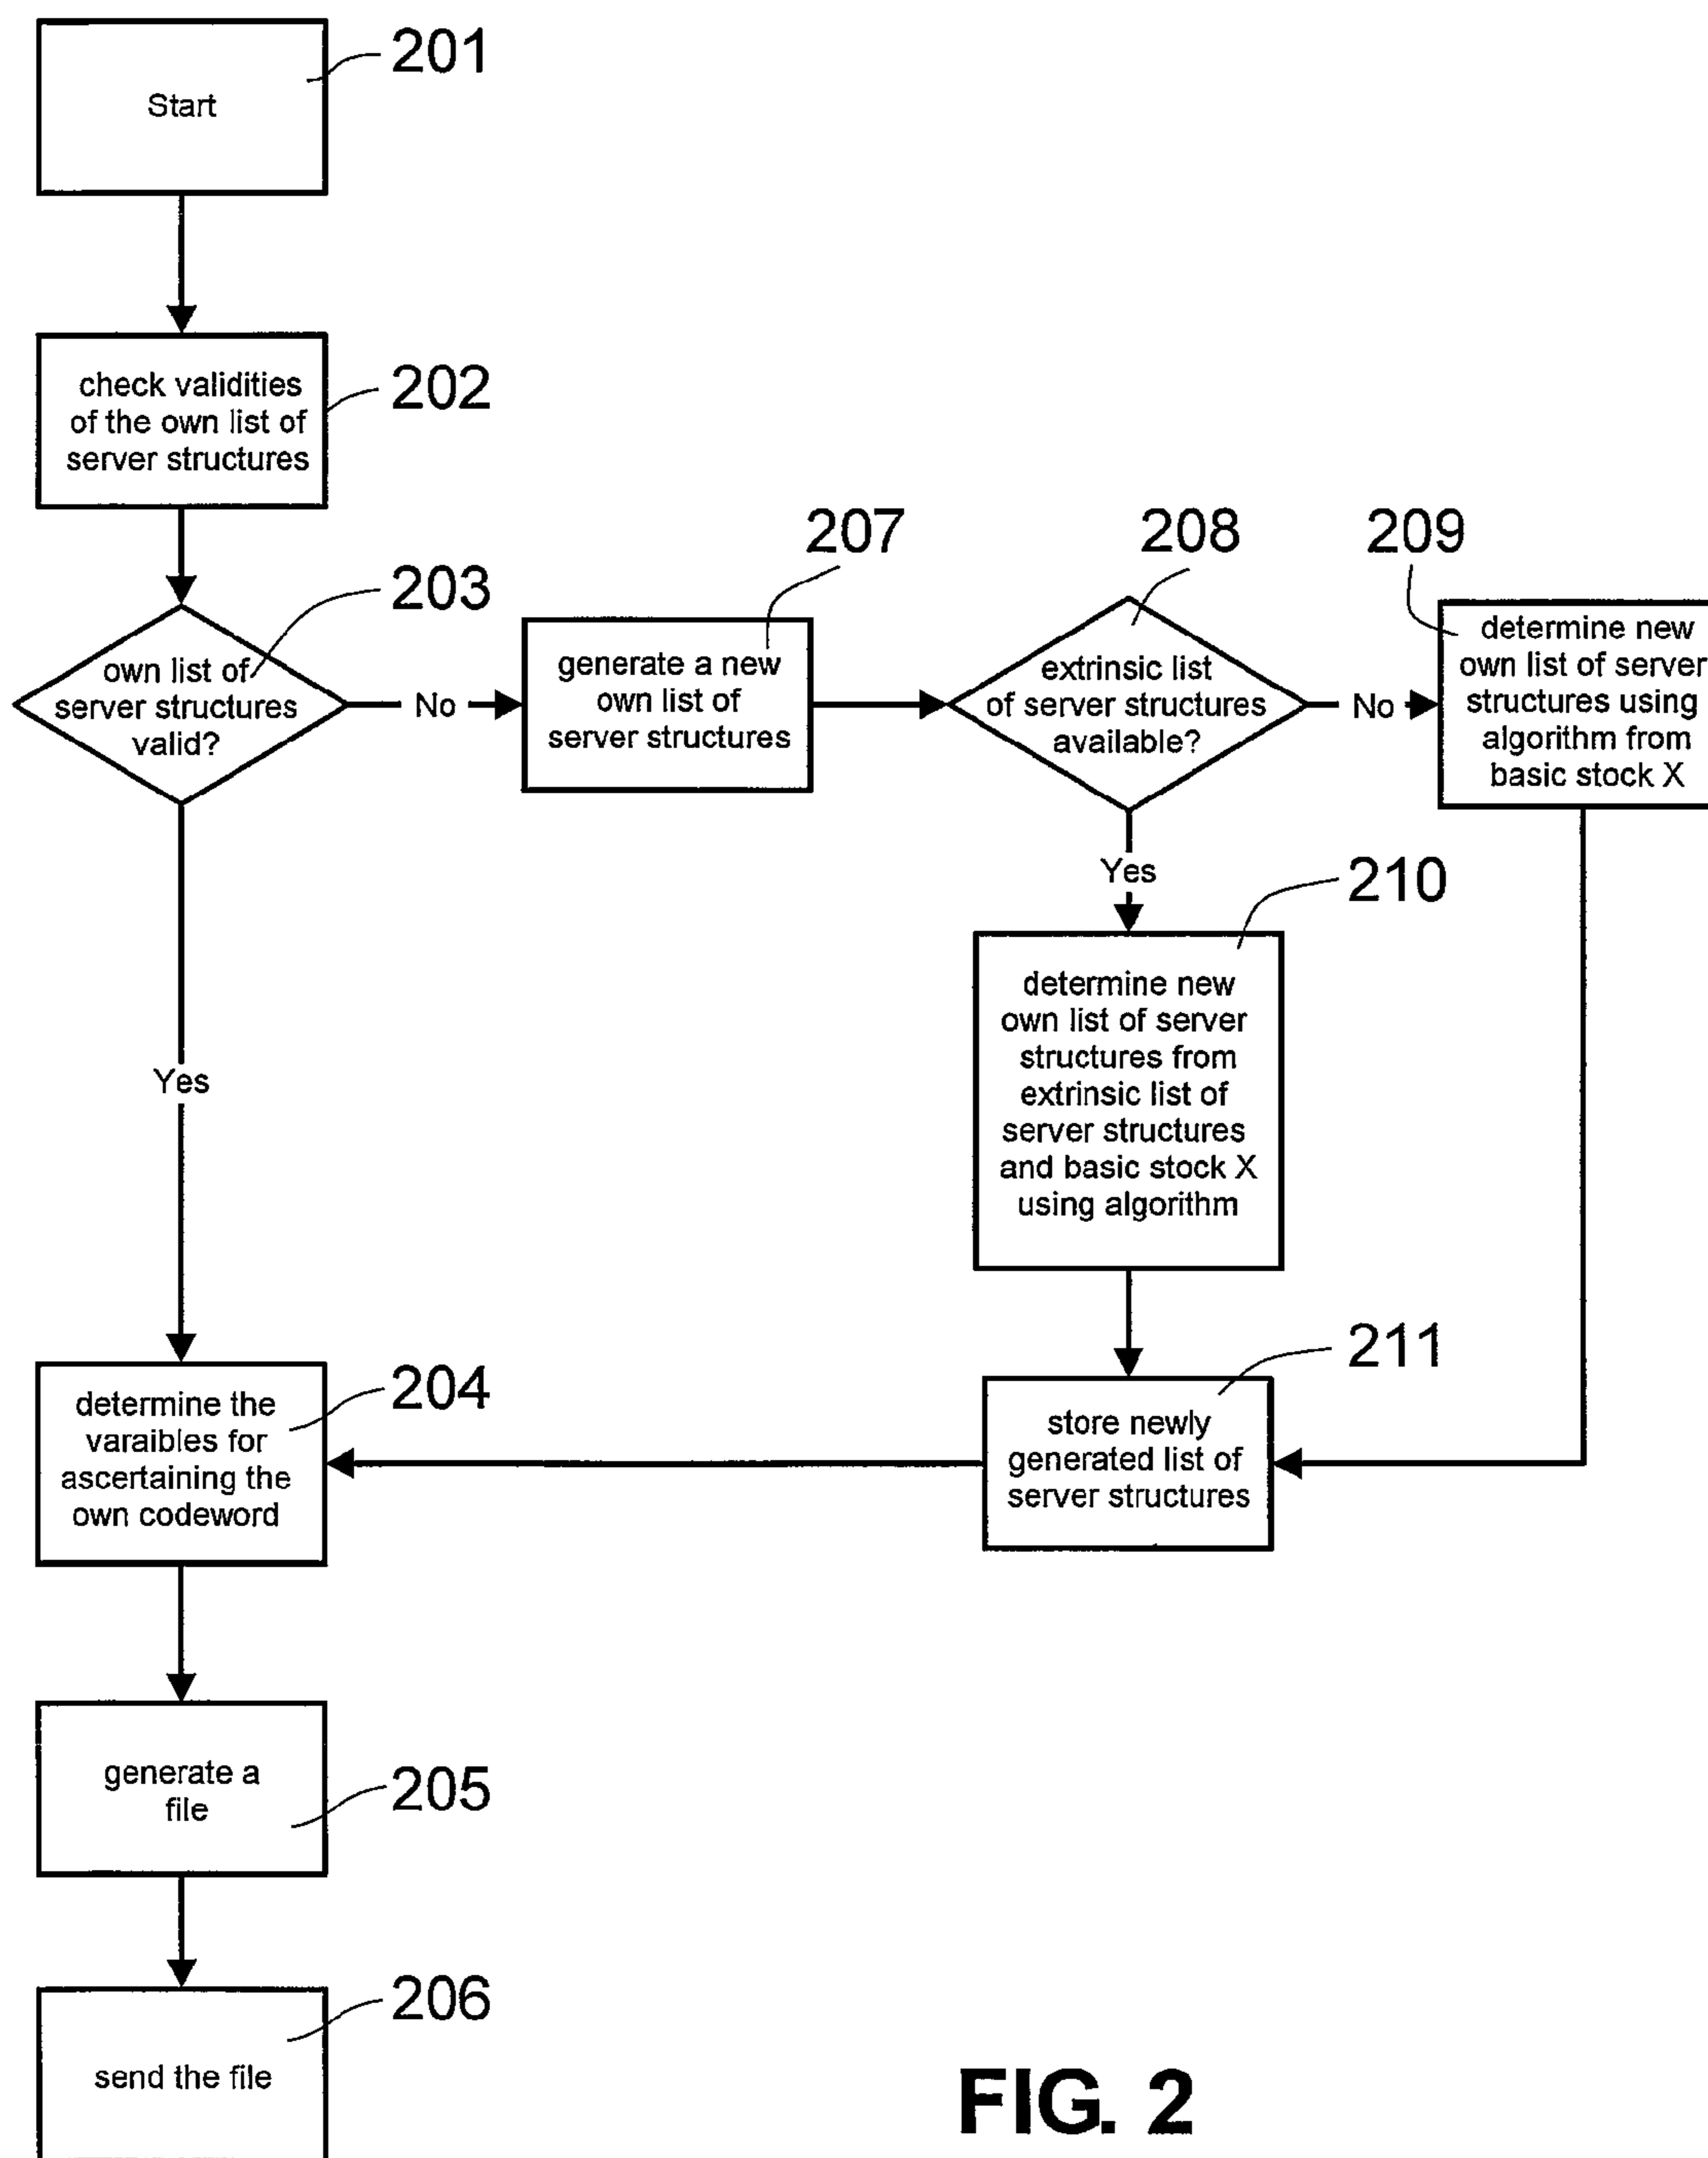 201
Start
202
check validities
of the own list of
server structures
203
own list of
server structures
valid?
No
207
generate a new
own list of
server structures
208
extrinsic list
of server structures
available?
No
209
determine new
own list of server
structures using
algorithm from
basic stock X
Yes
210
determine new
own list of server
structures from
extrinsic list of
server structures
and basic stock X
using algorithm
Yes
211
store newly
generated list of
server structures
204
determine the
varaibles for
ascertaining the
own codeword
205
generate a
file
206
send the file
FIG. 2